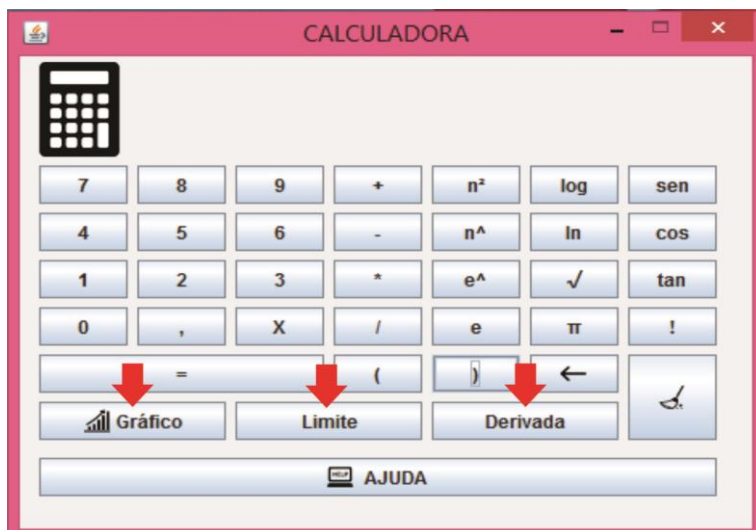 CALCULADORA
7 8 9 + n² log sen
4 5 6 - n^ ln cos
1 2 3 * e^ √ tan
0 , X / e π !
= ( ) ←
Gráfico Limite Derivada
HELP AJUDA